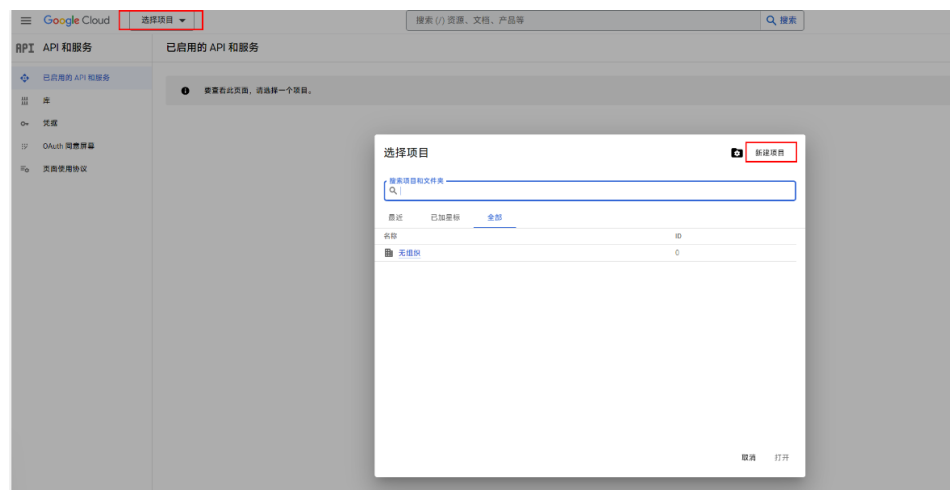 Google Cloud 选择项目 搜索 (/) 资源、文档、产品等 搜索
API API 和服务 已启用的 API 和服务
已启用的 API 和服务
要查看此页面，请选择一个项目。
库
凭据
OAuth 同意屏幕
页面使用协议
选择项目 新建项目
搜索项目和文件夹
最近 已加星标 全部
名称 ID
无组织 0
取消 打开